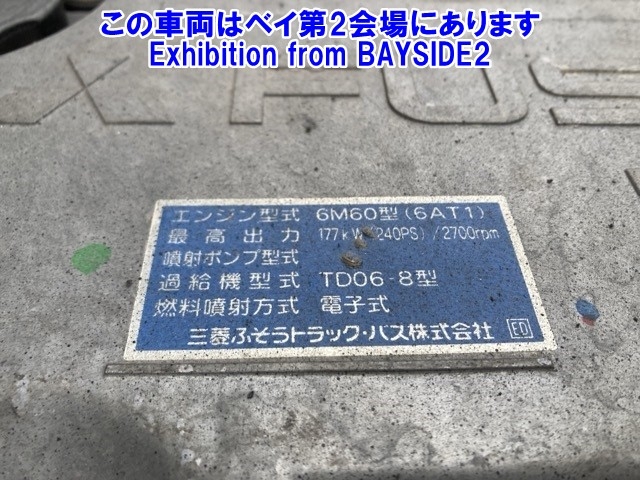 この車両はベイ第2会場にあります
Exhibition from BAYSIDE2
エンジン型式 6M60型(6AT1)
最高出力 177kW(240PS)/2700rpm
噴射ポンプ型式
過給機型式 TD06-8型
燃料噴射方式 電子式
三菱ふそうトラック・バス株式会社 ED